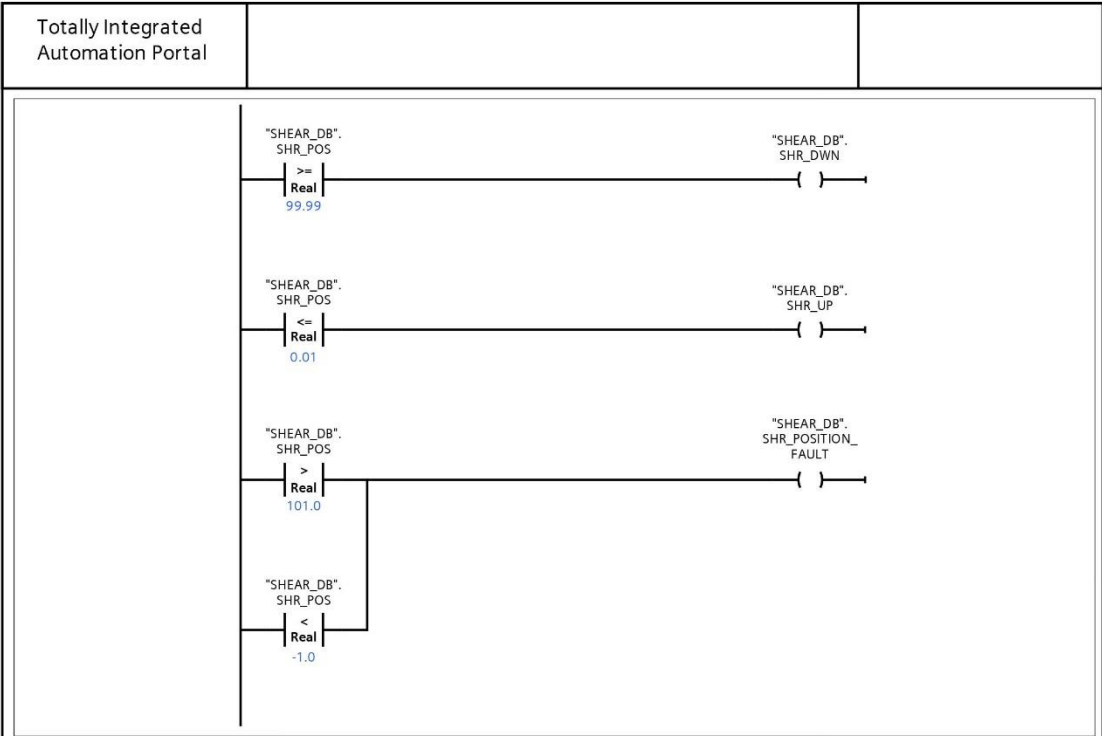 Totally Integrated
Automation Portal
"SHEAR_DB".
SHR_POS
>=
Real
99.99
"SHEAR_DB".
SHR_DWN
"SHEAR_DB".
SHR_POS
<=
Real
0.01
"SHEAR_DB".
SHR_UP
"SHEAR_DB".
SHR_POS
>
Real
101.0
"SHEAR_DB".
SHR_POSITION_
FAULT
"SHEAR_DB".
SHR_POS
<
Real
-1.0